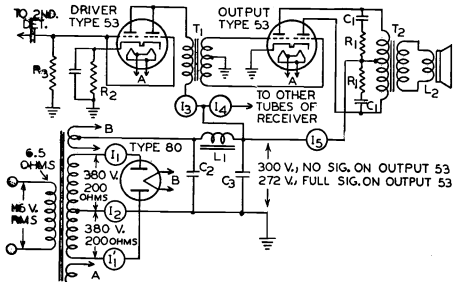 TO 2ND. DET.
DRIVER TYPE 53
OUTPUT TYPE 53
T1
T2
C1
R1
R1
C1
L2
R3
R2
A
A
I3
I4
TO OTHER TUBES OF RECEIVER
B
6.5 OHMS
I1
TYPE 80
L1
I5
380 V.
200 OHMS
B
C2
C3
300 V., NO SIG. ON OUTPUT 53
272 V., FULL SIG. ON OUTPUT 53
V.
RMS
I2
380 V.
200 OHMS
I'1
A